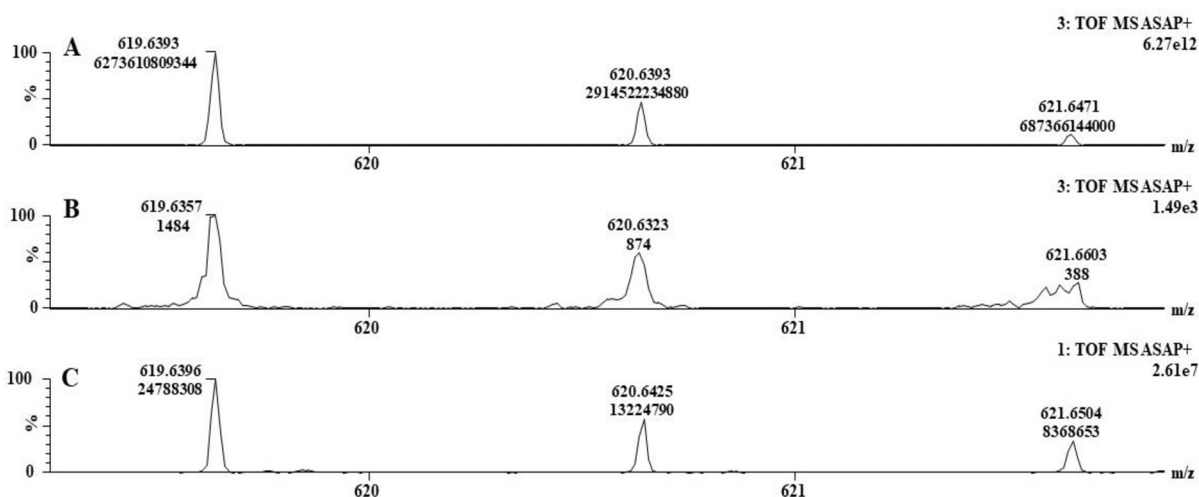 3: TOF MS ASAP+
6.27e12
A
619.6393
6273610809344
620.6393
2914522234880
621.6471
687366144000
100
%
0
620
621
m/z
3: TOF MS ASAP+
1.49e3
B
619.6357
1484
620.6323
874
621.6603
388
100
%
0
620
621
m/z
1: TOF MS ASAP+
2.61e7
C
619.6396
24788308
620.6425
13224790
621.6504
8368653
100
%
0
620
621
m/z